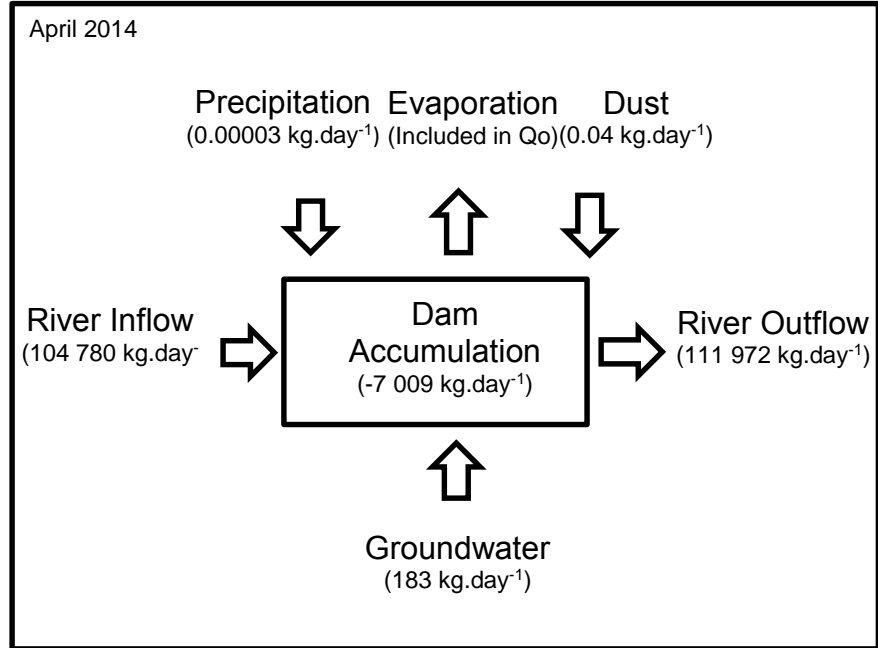 April 2014
Precipitation Evaporation Dust
(0.00003 kg.day⁻¹) (Included in Qo)(0.04 kg.day⁻¹)
River Inflow
(104 780 kg.day⁻
Dam
Accumulation
(-7 009 kg.day⁻¹)
River Outflow
(111 972 kg.day⁻¹)
Groundwater
(183 kg.day⁻¹)